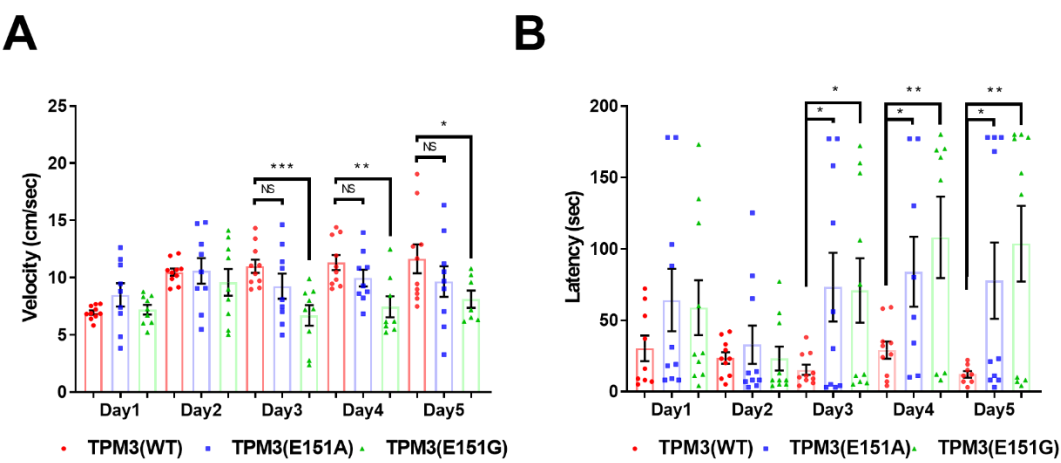 A
B
Velocity (cm/sec)
25
20
15
10
5
0
NS
***
NS
**
NS
*
Day1 Day2 Day3 Day4 Day5
TPM3(WT) TPM3(E151A) TPM3(E151G)
Latency (sec)
200
150
100
50
0
*
*
*
**
*
**
Day1 Day2 Day3 Day4 Day5
TPM3(WT) TPM3(E151A) TPM3(E151G)